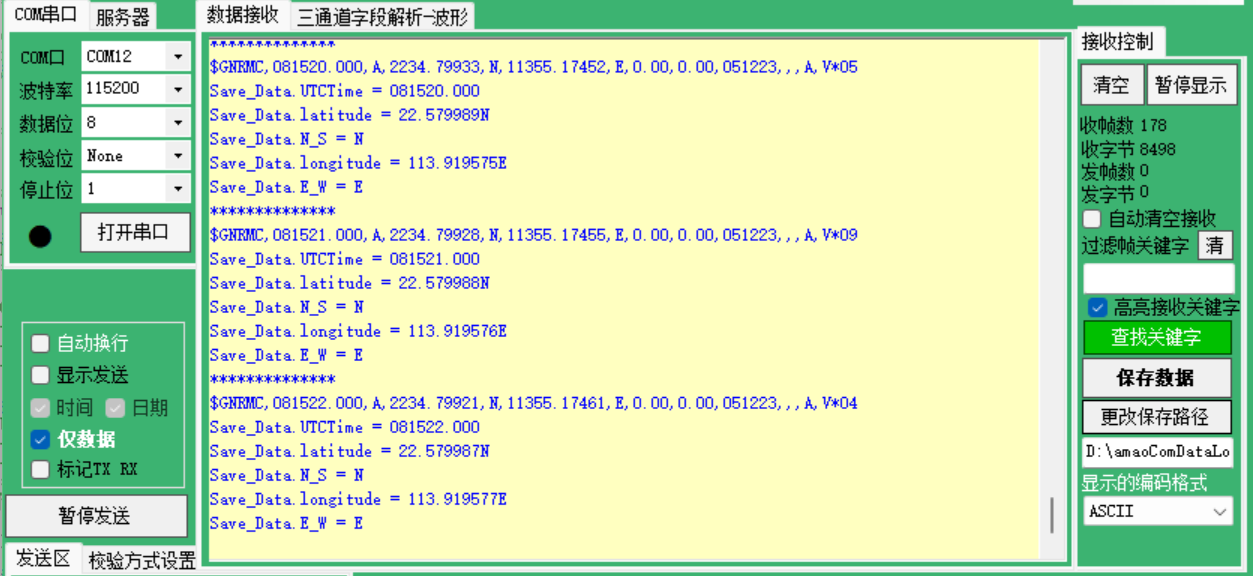 COM串口 服务器
COM口 COM12
波特率 115200
数据位 8
校验位 None
停止位 1
打开串口
自动换行
显示发送
时间 日期
仅数据
标记TX RX
暂停发送
发送区 校验方式设置
数据接收 三通道字段解析-波形
**************
$GNRMC,081520.000,A,2234.79933,N,11355.17452,E,0.00,0.00,051223,,,A,V*05
Save_Data.UTCTime = 081520.000
Save_Data.latitude = 22.579989N
Save_Data.N_S = N
Save_Data.longitude = 113.919575E
Save_Data.E_W = E
**************
$GNRMC,081521.000,A,2234.79928,N,11355.17455,E,0.00,0.00,051223,,,A,V*09
Save_Data.UTCTime = 081521.000
Save_Data.latitude = 22.579988N
Save_Data.N_S = N
Save_Data.longitude = 113.919576E
Save_Data.E_W = E
**************
$GNRMC,081522.000,A,2234.79921,N,11355.17461,E,0.00,0.00,051223,,,A,V*04
Save_Data.UTCTime = 081522.000
Save_Data.latitude = 22.579987N
Save_Data.N_S = N
Save_Data.longitude = 113.919577E
Save_Data.E_W = E
接收控制
清空 暂停显示
收帧数 178
收字节 8498
发帧数 0
发字节 0
自动清空接收
过滤帧关键字 清
高亮接收关键字
查找关键字
保存数据
更改保存路径
D:\amaoComDataLo
显示的编码格式
ASCII